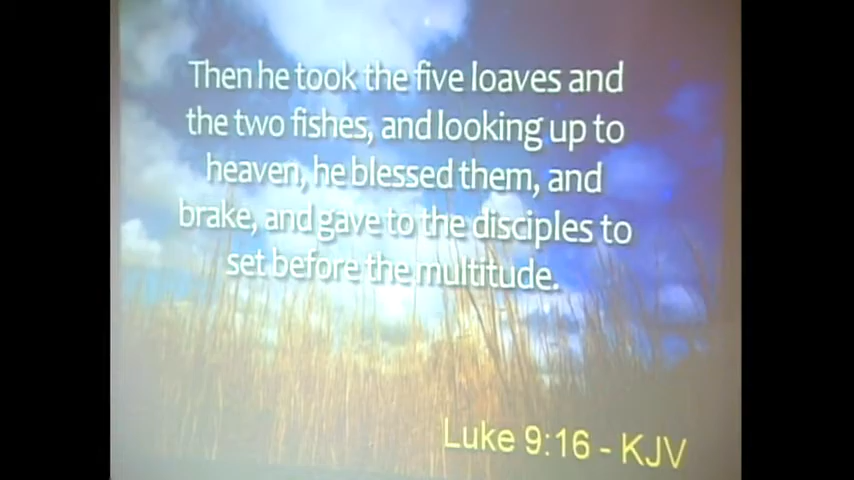 Then he took the five loaves and
the two fishes, and looking up to
heaven, he blessed them, and
brake, and gave to the disciples to
set before the multitude.
Luke 9:16 - KJV